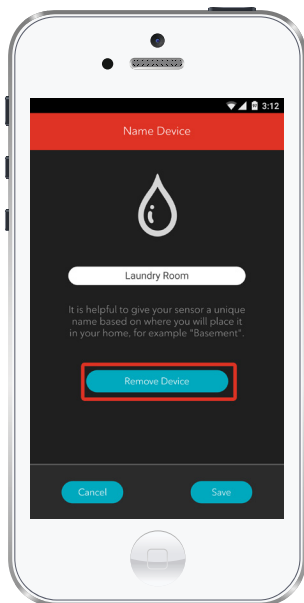 3:12
Name Device
Laundry Room
It is helpful to give your sensor a unique
name based on where you will place it
in your home, for example "Basement".
Remove Device
Cancel
Save